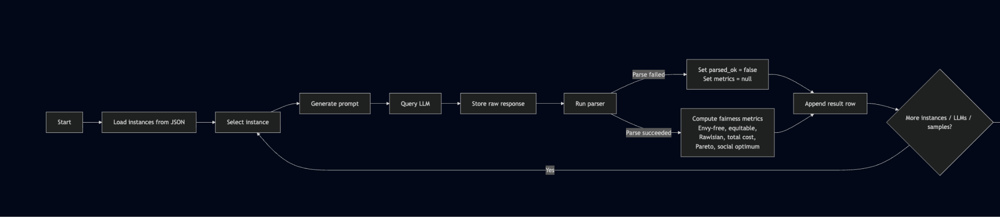 Start
Load instances from JSON
Select instance
Generate prompt
Query LLM
Store raw response
Run parser
Parse failed
Set parsed_ok = false
Set metrics = null
Parse succeeded
Compute fairness metrics
Envy-free, equitable,
Rawlsian, total cost,
Pareto, social optimum
Append result row
More instances / LLMs /
samples?
Yes